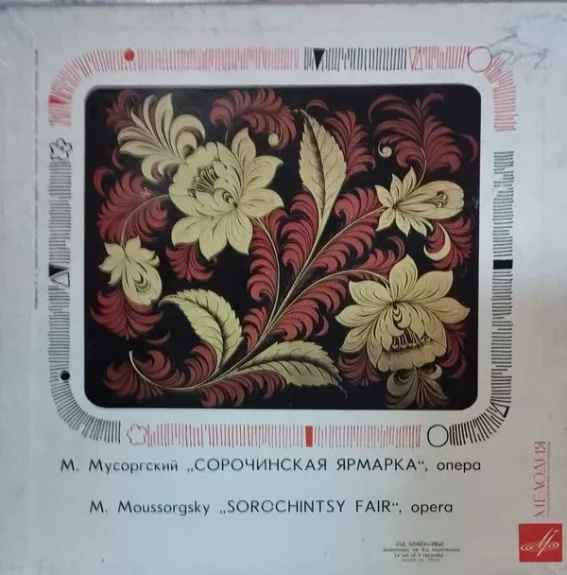 М. Мусоргский „СОРОЧИНСКАЯ ЯРМАРКА“, опера
M. Moussorgsky „SOROCHINTSY FAIR“, opera
МЕЛОДИЯ